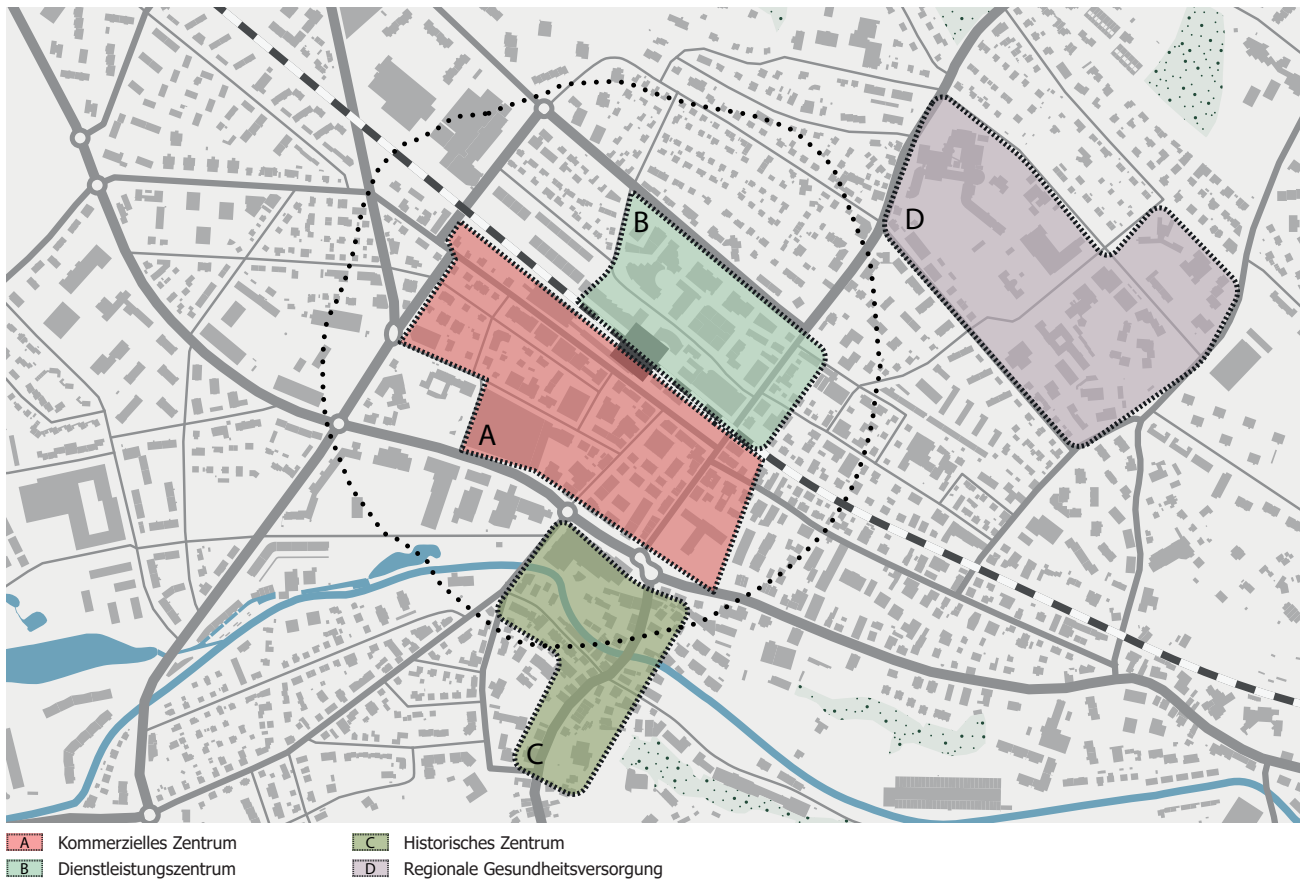 B
D
A
C
A Kommerzielles Zentrum
C Historisches Zentrum
B Dienstleistungszentrum
D Regionale Gesundheitsversorgung